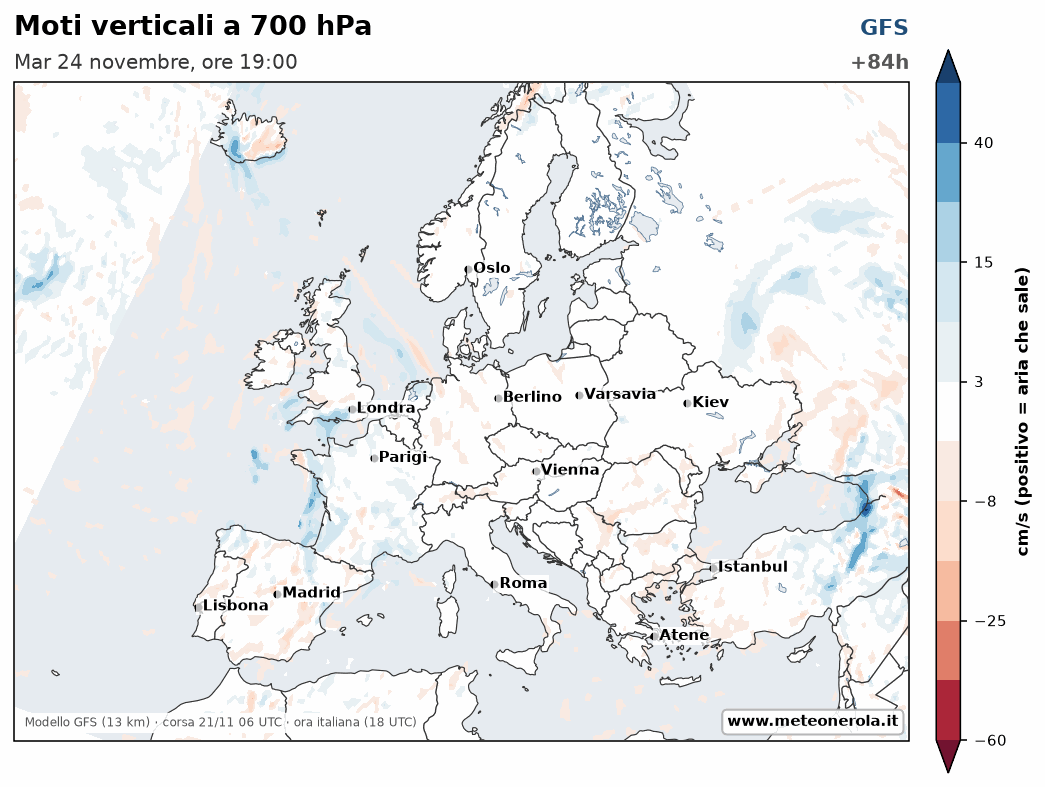 Moti verticali a 700 hPa
GFS
Mar 24 novembre, ore 19:00
+84h
40
15
3
−8
−25
−60
cm/s (positivo = aria che sale)
Oslo
Berlino
Varsavia
Kiev
Londra
Parigi
Vienna
Istanbul
Roma
Madrid
Lisbona
Atene
Modello GFS (13 km) · corsa 21/11 06 UTC · ora italiana (18 UTC)
www.meteonerola.it